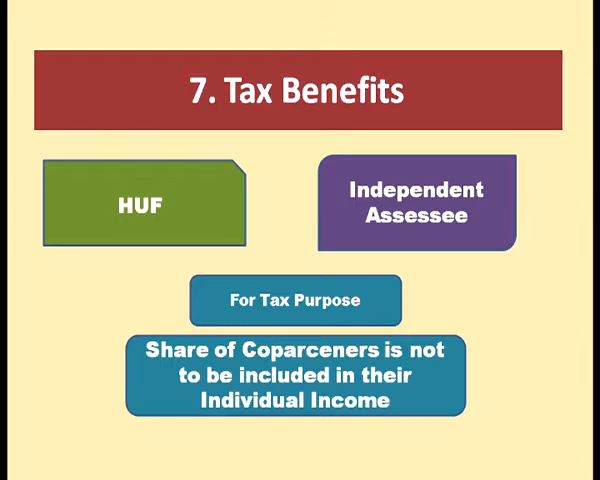 7. Tax Benefits
HUF
Independent
Assessee
For Tax Purpose
Share of Coparceners is not
to be included in their
Individual Income